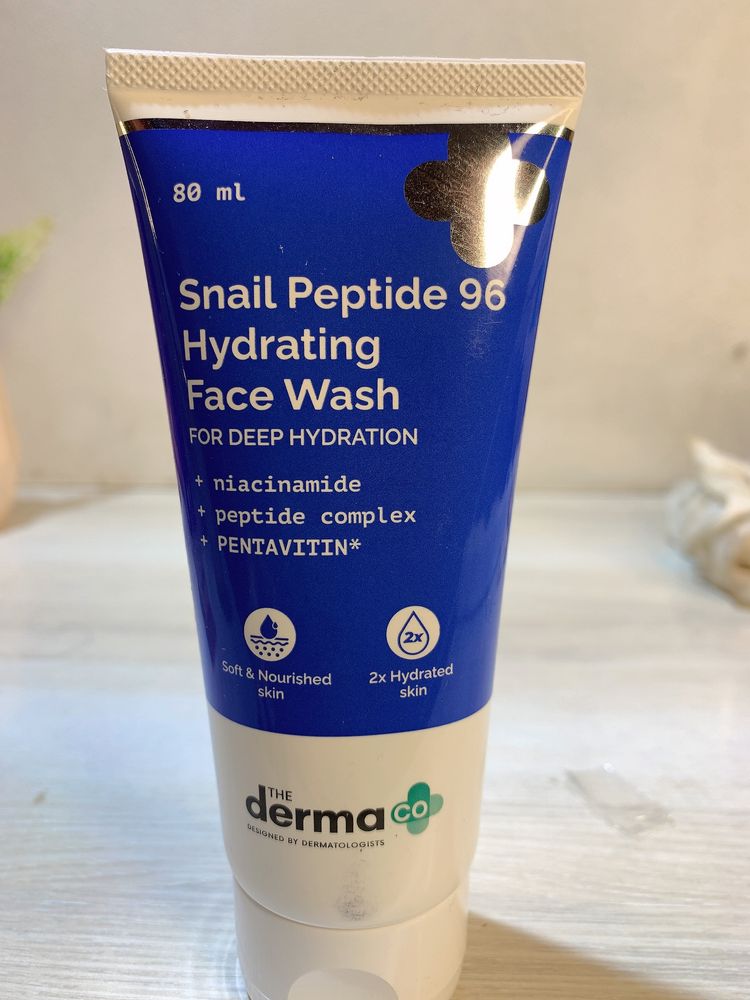 80 ml
Snail Peptide 96
Hydrating
Face Wash
FOR DEEP HYDRATION
+ niacinamide
+ peptide complex
+ PENTAVITIN*
2x
Soft & Nourished
skin
2x Hydrated
skin
THE
derma co
DESIGNED BY DERMATOLOGISTS